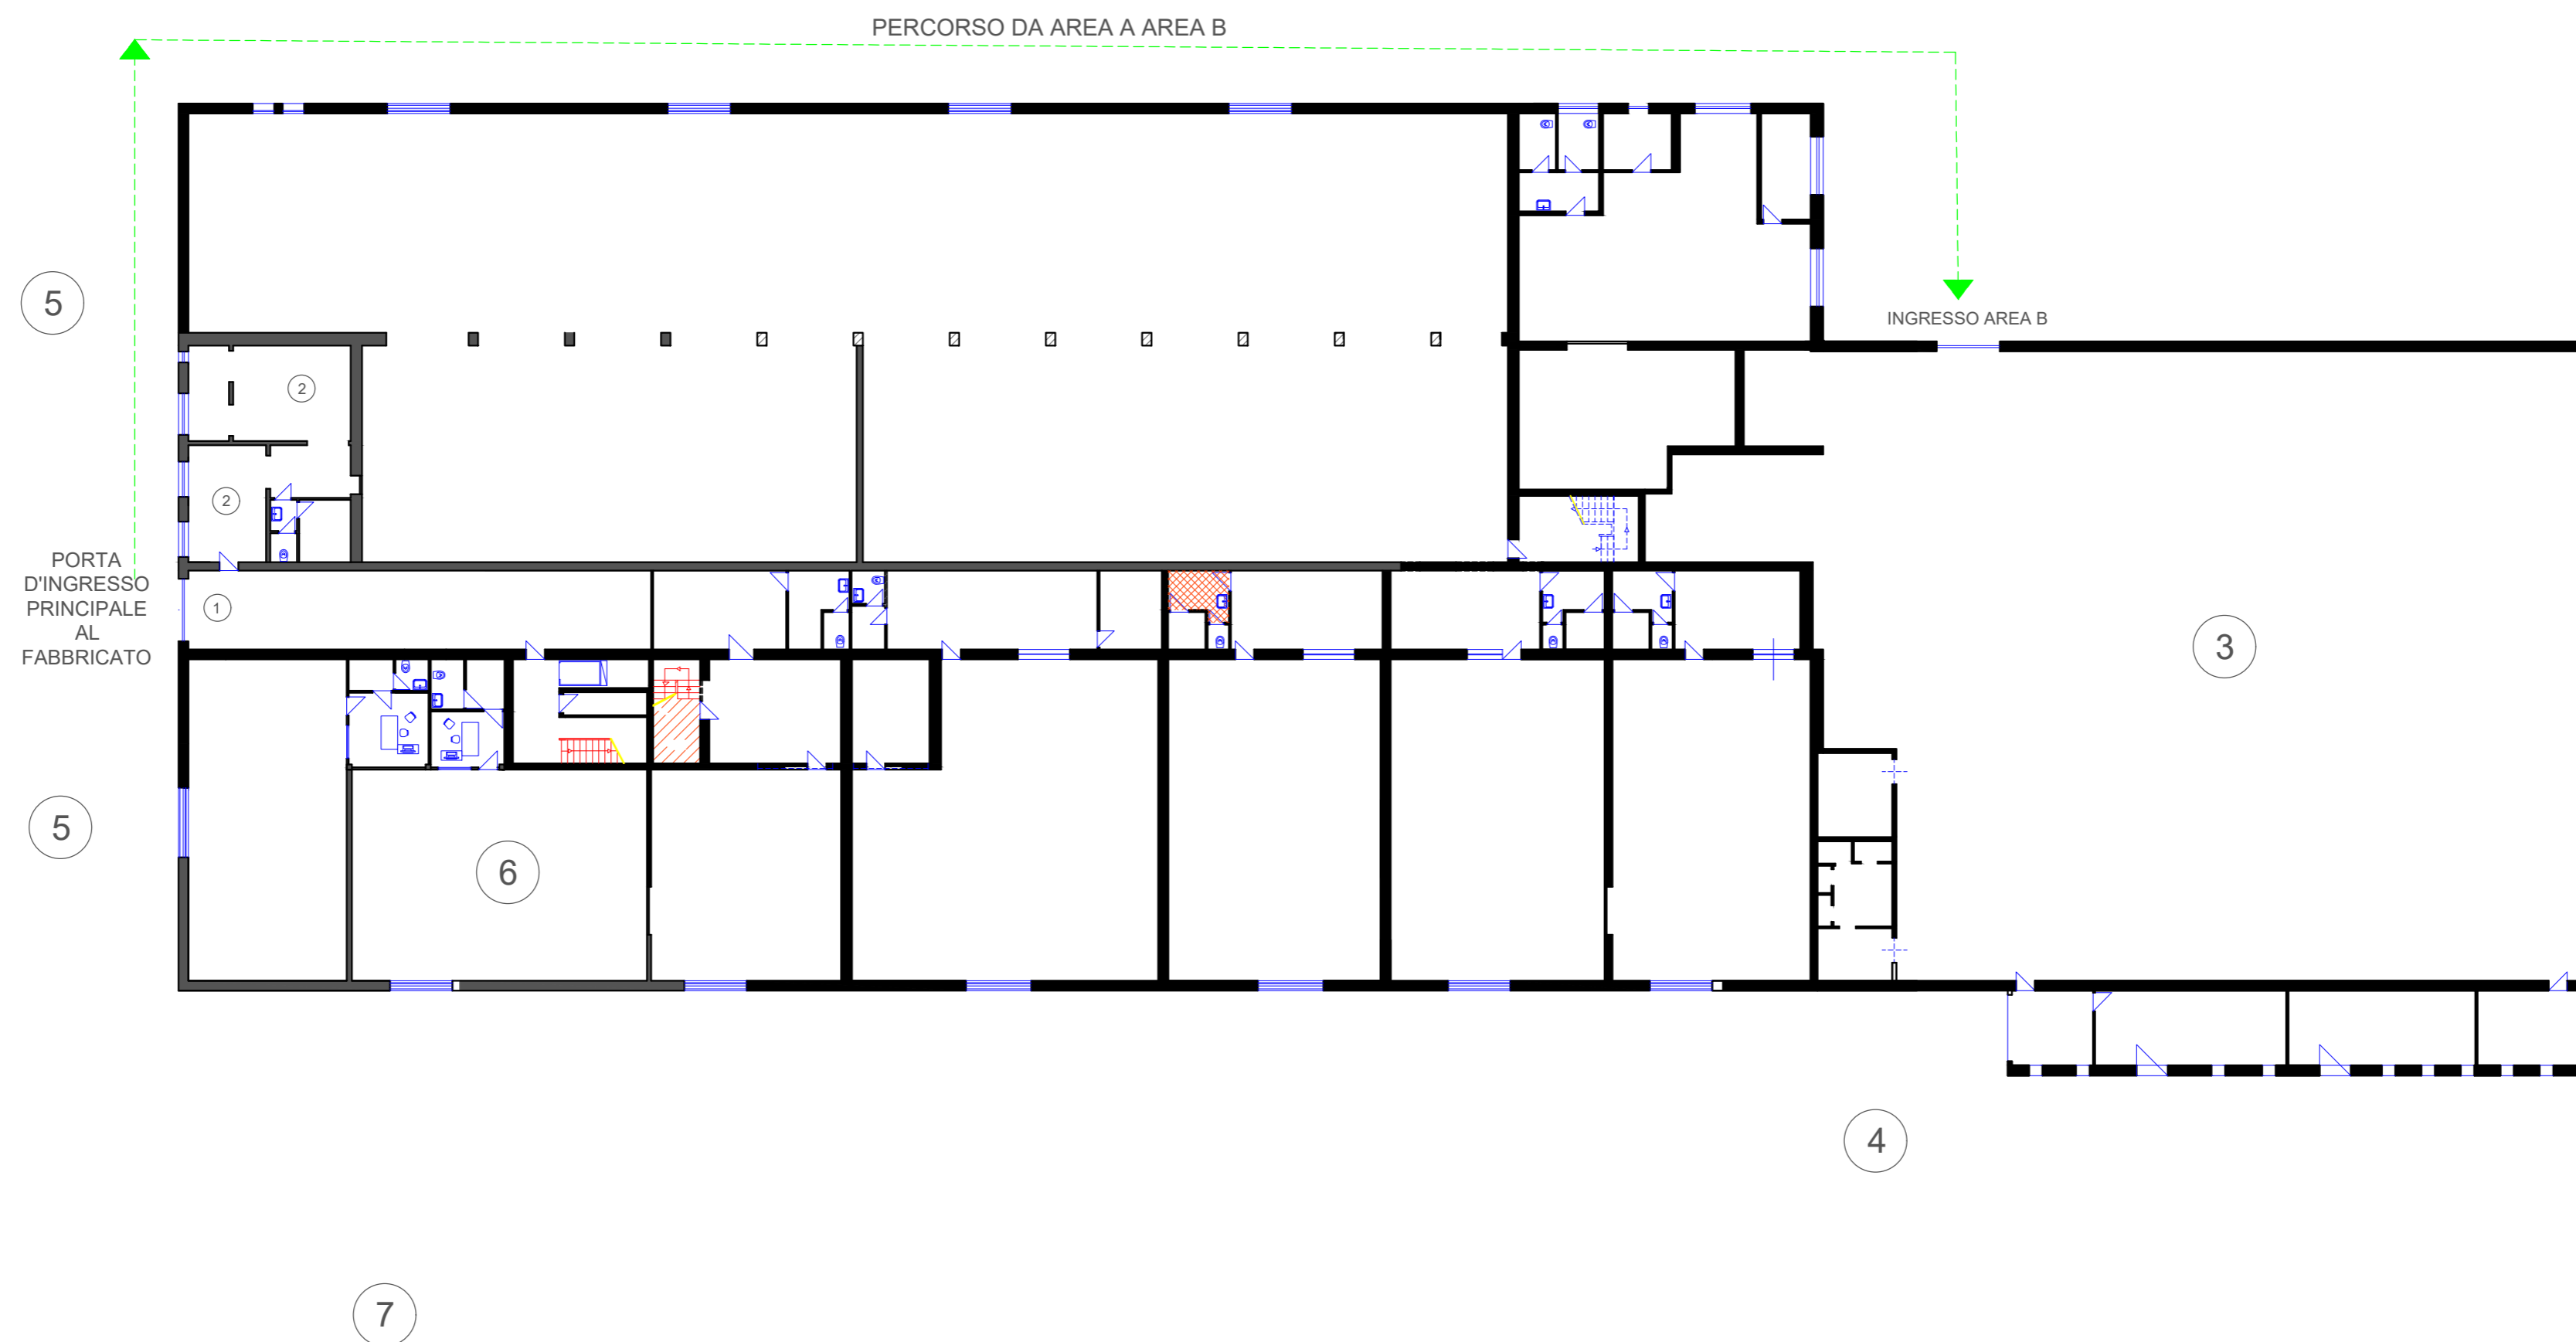 PERCORSO DA AREA A AREA B
5
INGRESSO AREA B
2
2
PORTA
D'INGRESSO
PRINCIPALE
AL
FABBRICATO
1
3
5
6
4
7